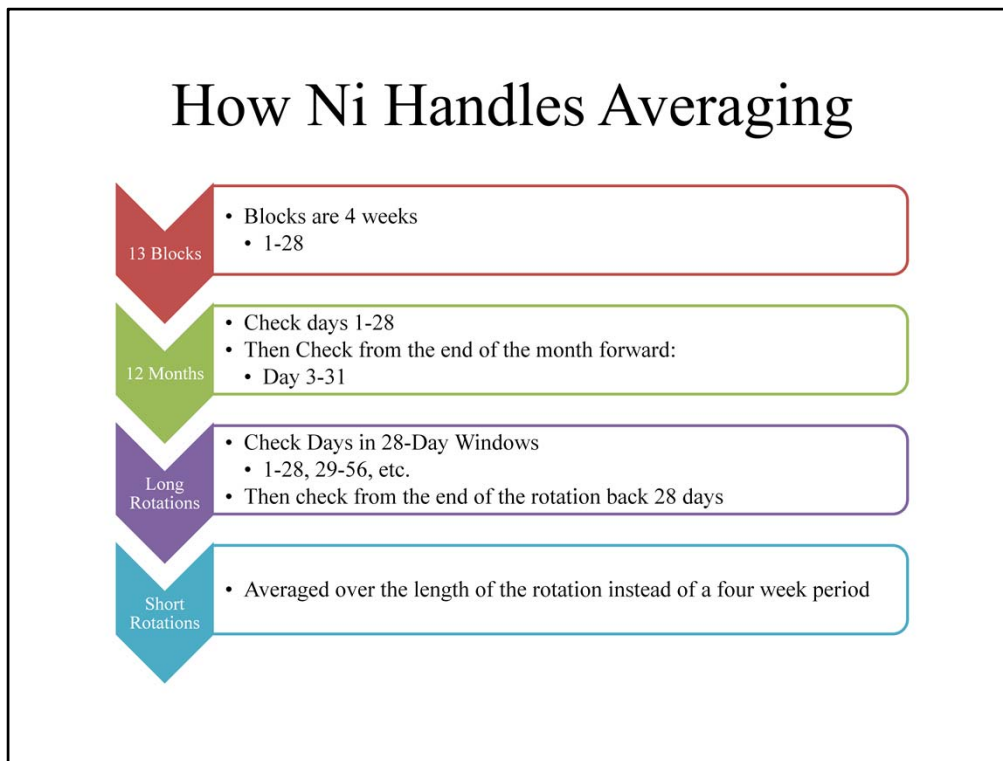 How Ni Handles Averaging
13 Blocks
• Blocks are 4 weeks
• 1-28
12 Months
• Check days 1-28
• Then Check from the end of the month forward:
• Day 3-31
Long
Rotations
• Check Days in 28-Day Windows
• 1-28, 29-56, etc.
• Then check from the end of the rotation back 28 days
Short
Rotations
• Averaged over the length of the rotation instead of a four week period